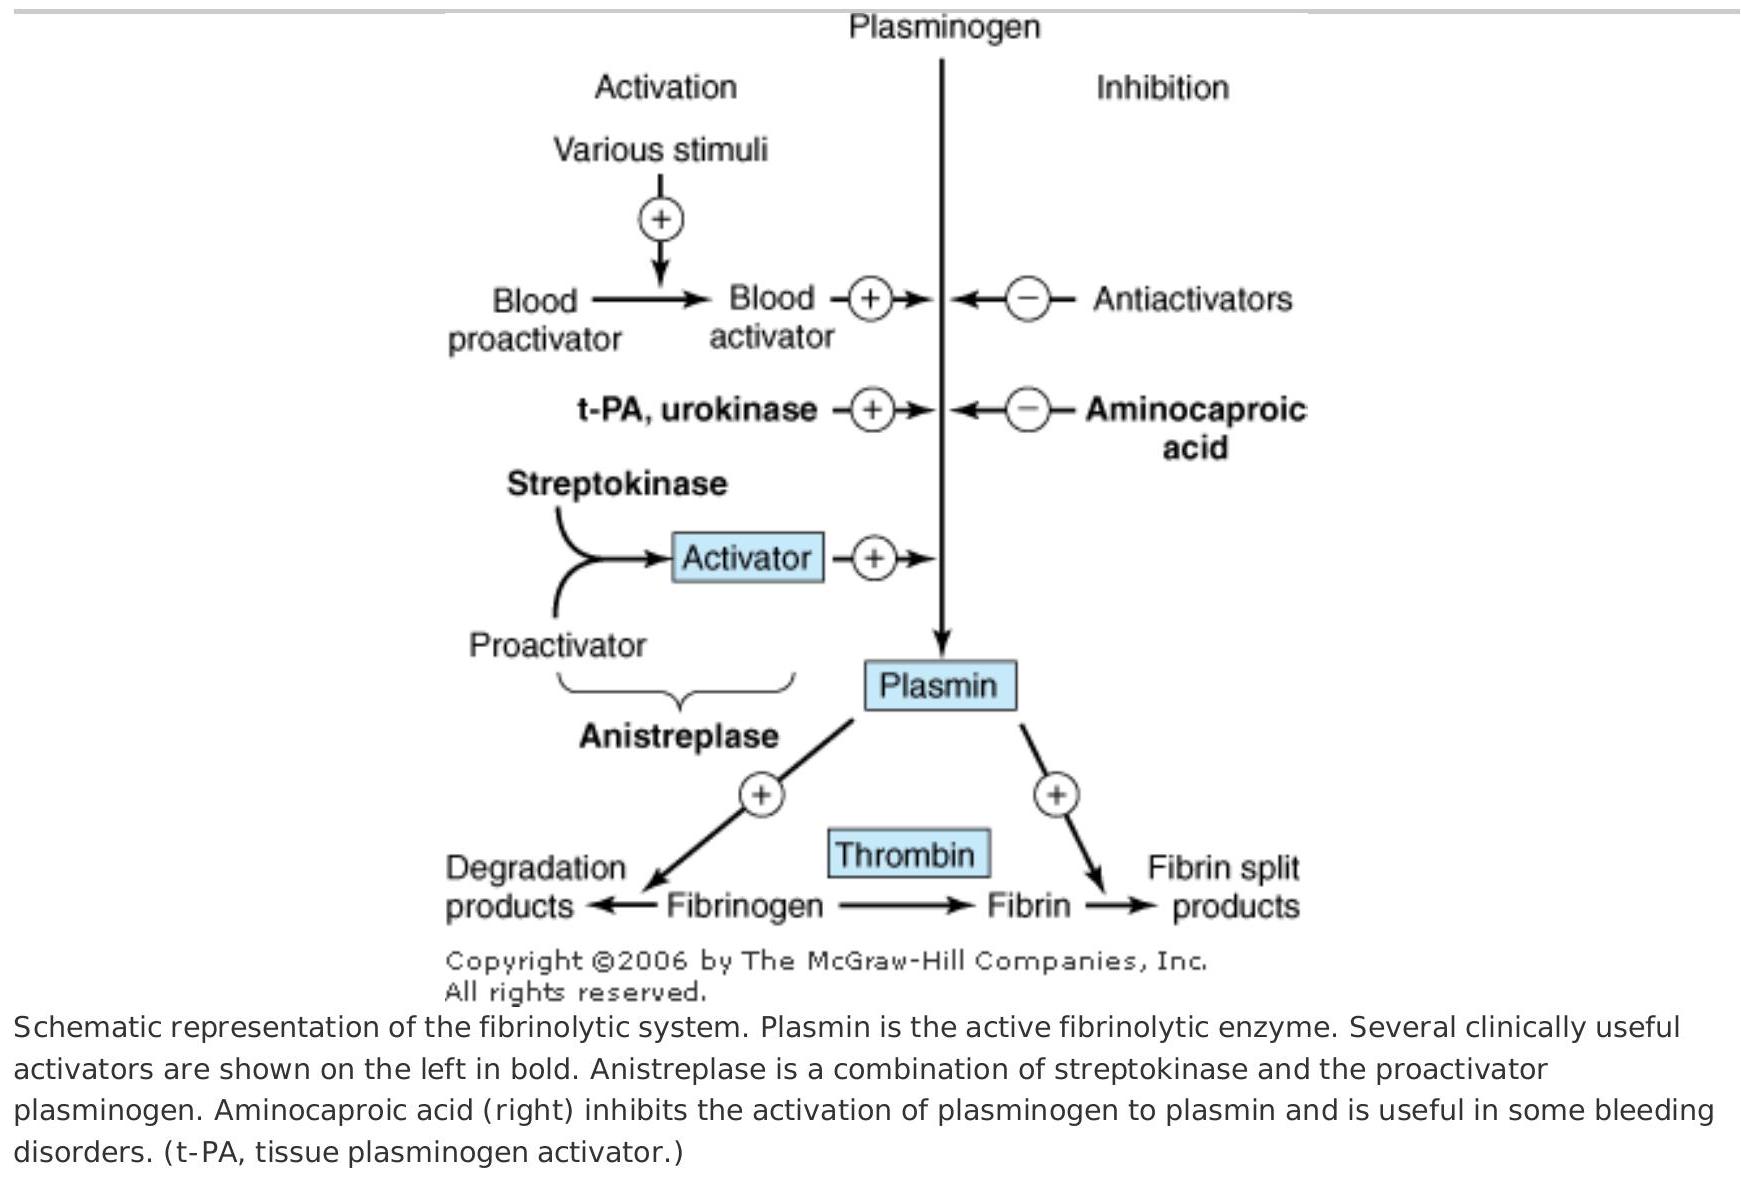 Plasminogen
Activation
Inhibition
Various stimuli
+
Blood proactivator
Blood activator
+
−
Antiactivators
t-PA, urokinase
+
−
Aminocaproic
acid
Streptokinase
Activator
+
Proactivator
Plasmin
Anistreplase
+
+
Thrombin
Degradation
products
Fibrinogen
Fibrin
Fibrin split
products
Copyright ©2006 by The McGraw-Hill Companies, Inc.
All rights reserved.
Schematic representation of the fibrinolytic system. Plasmin is the active fibrinolytic enzyme. Several clinically useful
activators are shown on the left in bold. Anistreplase is a combination of streptokinase and the proactivator
plasminogen. Aminocaproic acid (right) inhibits the activation of plasminogen to plasmin and is useful in some bleeding
disorders. (t-PA, tissue plasminogen activator.)